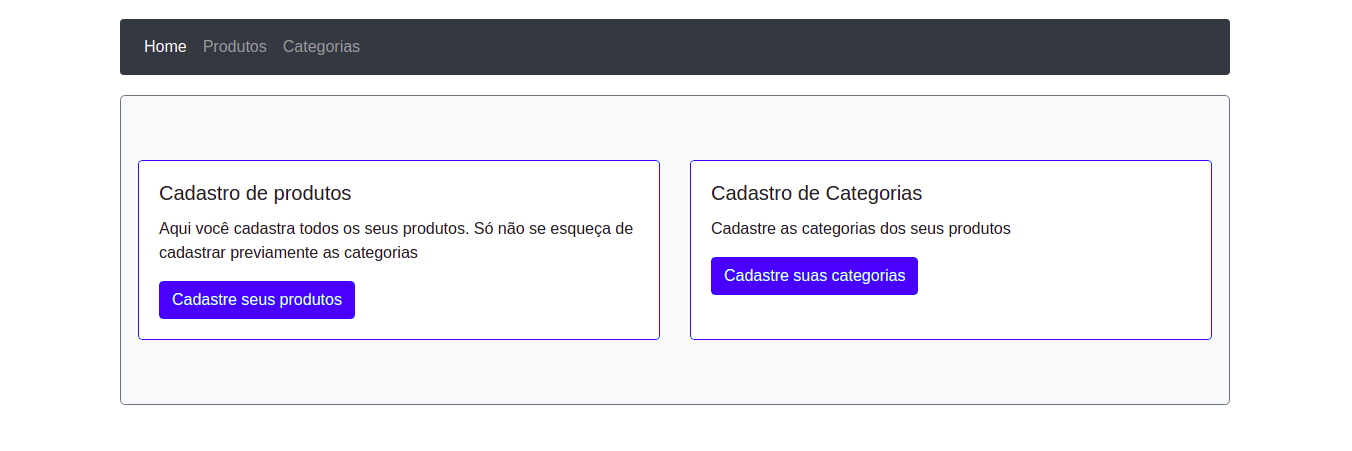 Home Produtos Categorias
Cadastro de produtos
Aqui você cadastra todos os seus produtos. Só não se esqueça de
cadastrar previamente as categorias
Cadastre seus produtos
Cadastro de Categorias
Cadastre as categorias dos seus produtos
Cadastre suas categorias